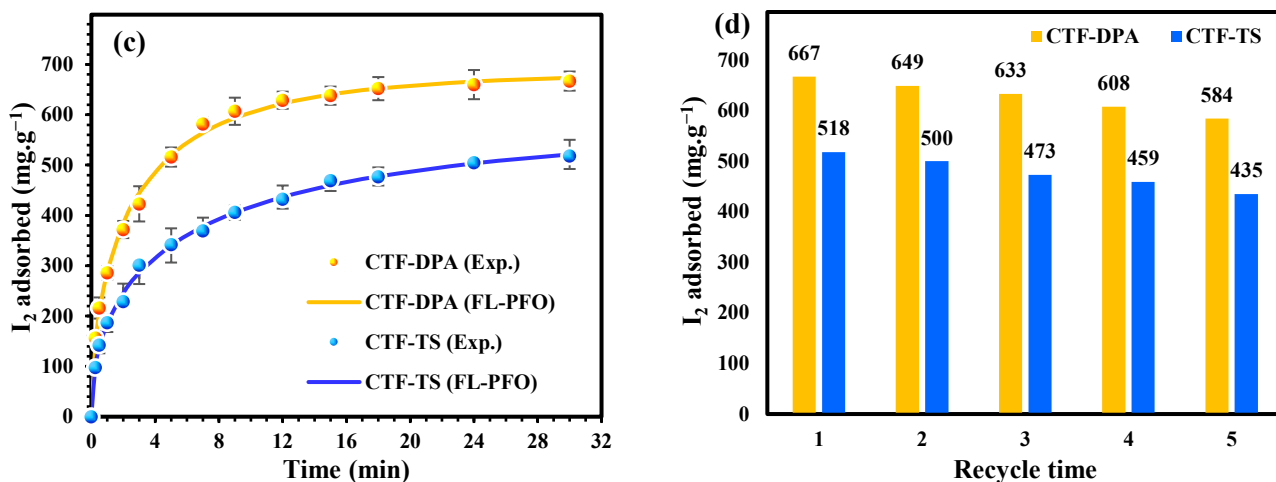 (c)
I₂ adsorbed (mg.g⁻¹)
700
600
500
400
300
200
100
0
CTF-DPA (Exp.)
CTF-DPA (FL-PFO)
CTF-TS (Exp.)
CTF-TS (FL-PFO)
0 4 8 12 16 20 24 28 32
Time (min)
(d)
CTF-DPA CTF-TS
I₂ adsorbed (mg.g⁻¹)
700
600
500
400
300
200
100
0
667 649 633 608 584
518 500 473 459 435
1 2 3 4 5
Recycle time